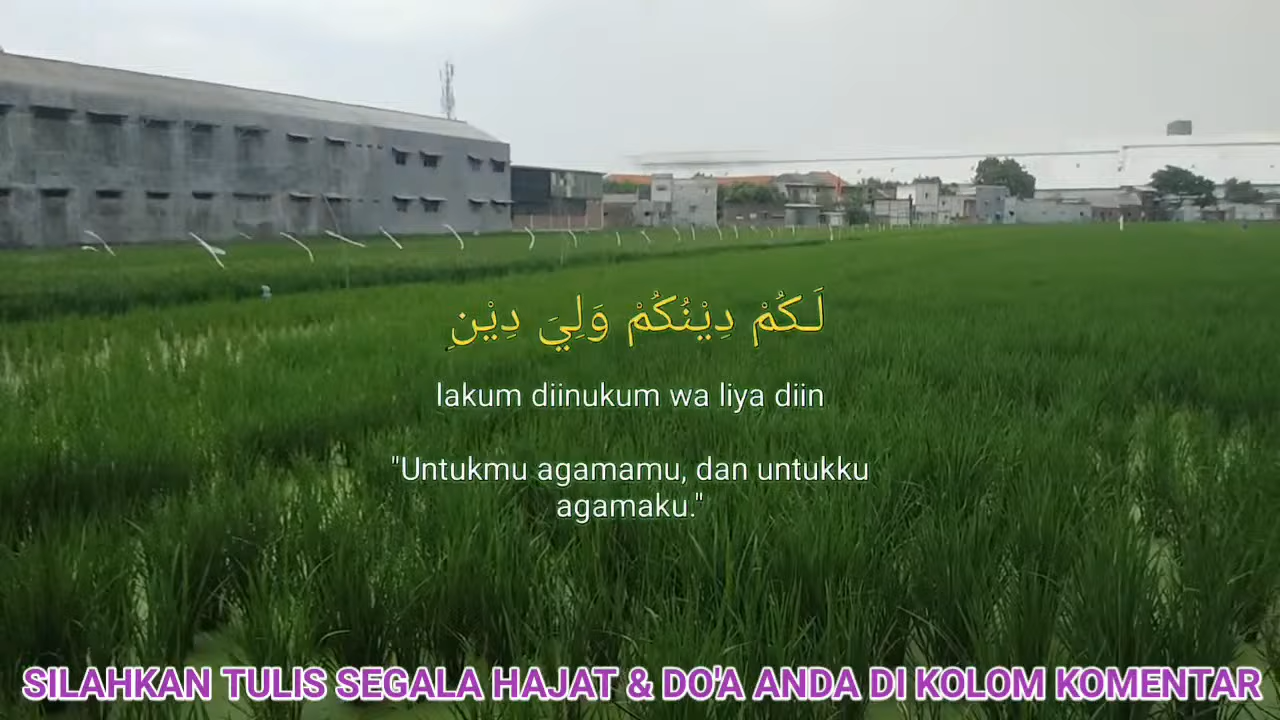 لَـكُمْ دِيْنُكُمْ وَلِيَ دِيْنِ
lakum diinukum wa liya diin
"Untukmu agamamu, dan untukku
agamaku."
SILAHKAN TULIS SEGALA HAJAT & DO'A ANDA DI KOLOM KOMENTAR